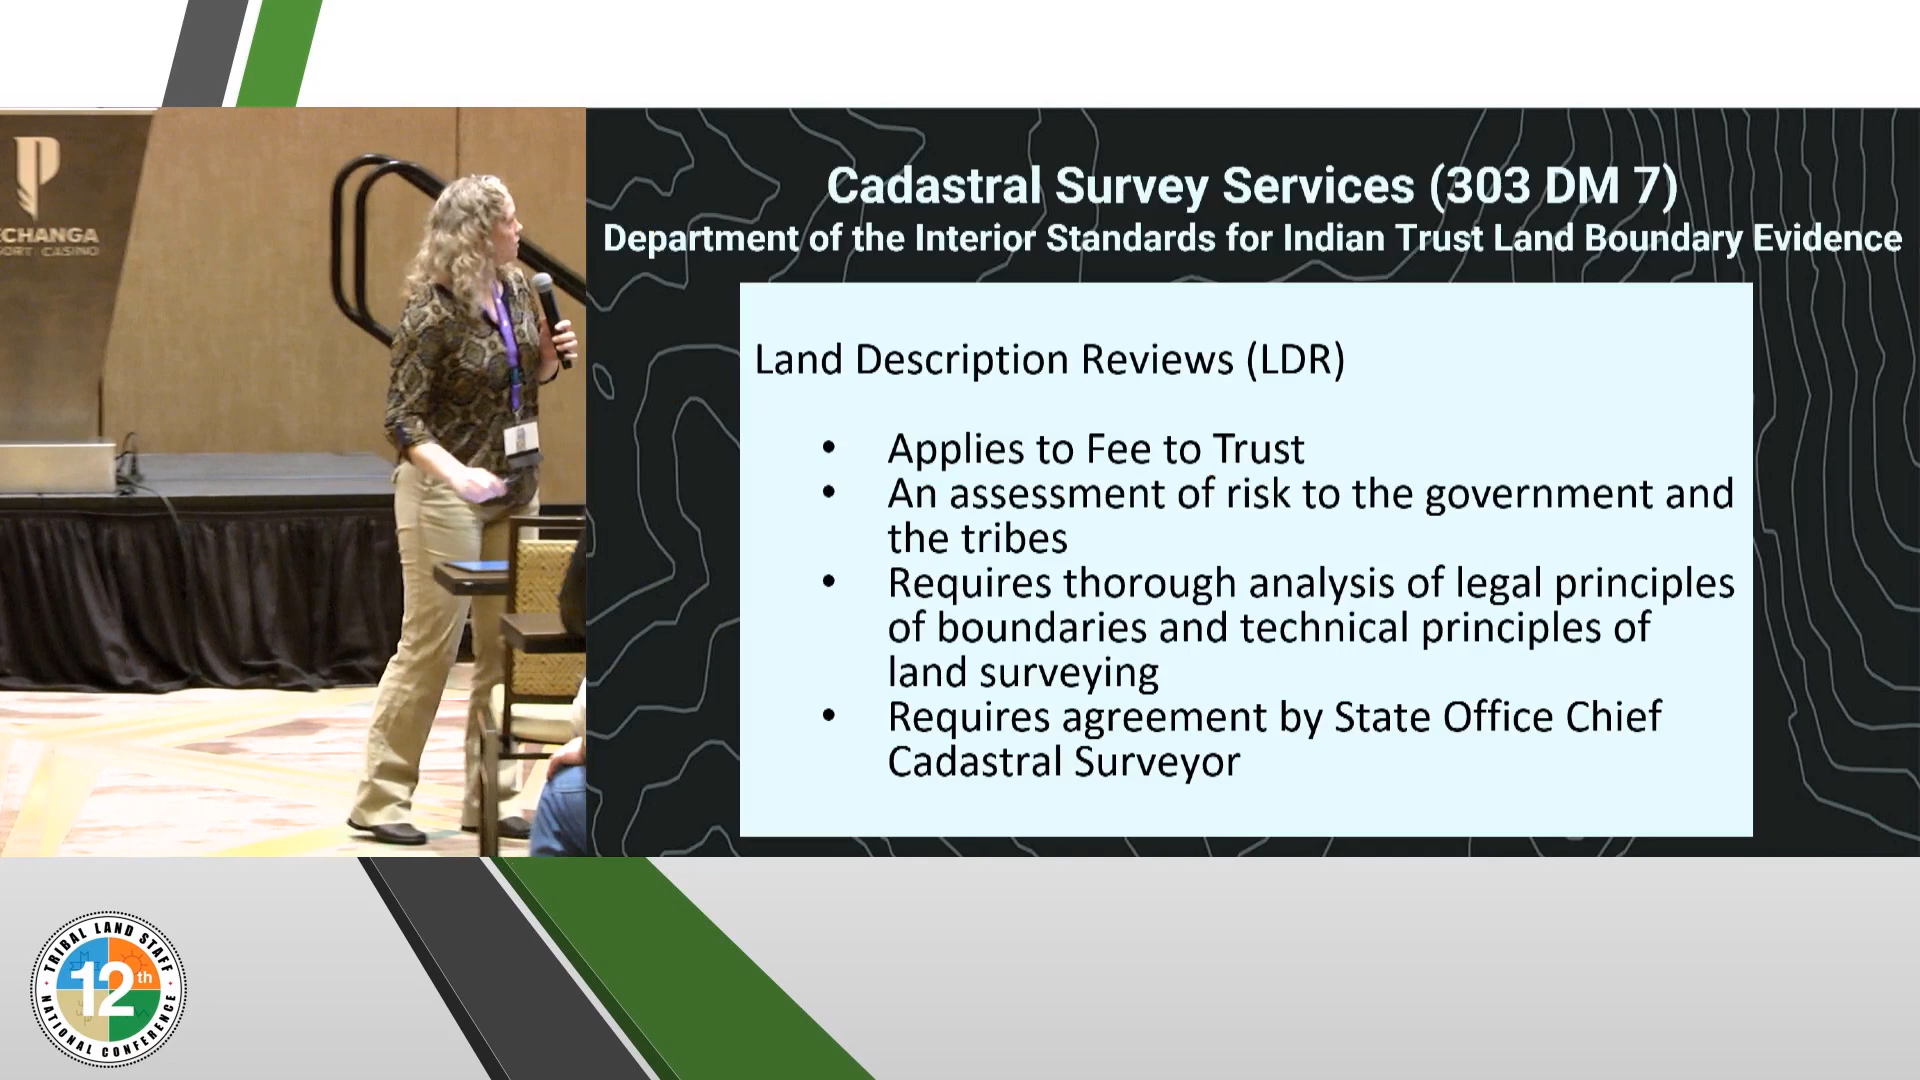 Cadastral Survey Services (303 DM 7)
Department of the Interior Standards for Indian Trust Land Boundary Evidence
Land Description Reviews (LDR)
• Applies to Fee to Trust
• An assessment of risk to the government and
the tribes
• Requires thorough analysis of legal principles
of boundaries and technical principles of
land surveying
• Requires agreement by State Office Chief
Cadastral Surveyor
P
ECHANGA
ORT CASINO
TRIBAL LAND STAFF
12th
NATIONAL CONFERENCE